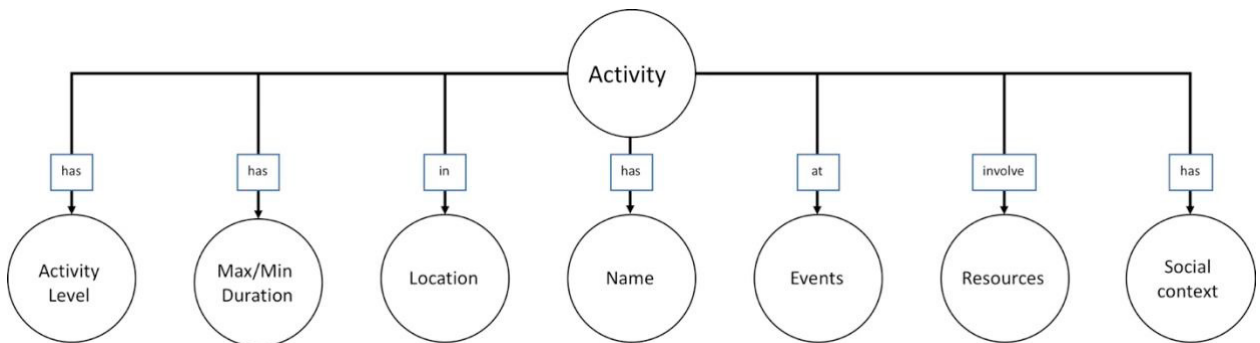 Activity
has
has
in
has
at
involve
has
Activity
Level
Max/Min
Duration
Location
Name
Events
Resources
Social
context